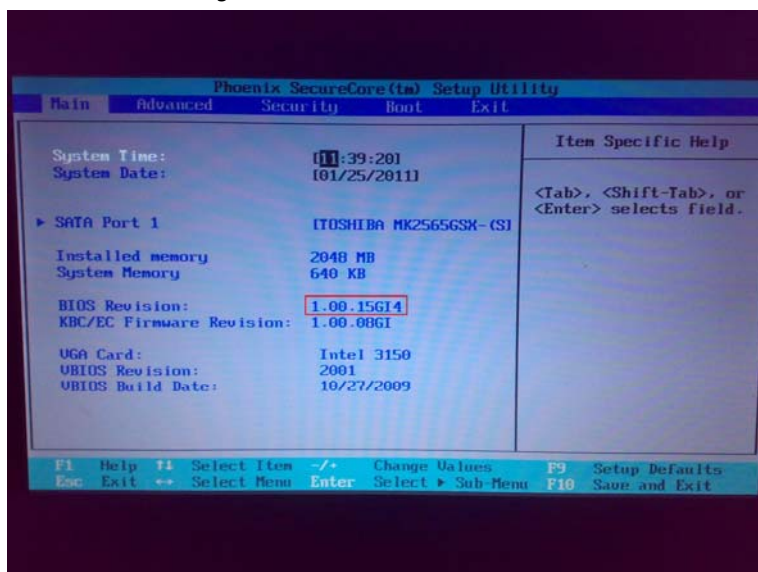 Phoenix SecureCore(tm) Setup Utility
Main Advanced Security Boot Exit
Item Specific Help
System Time: [11:39:20]
System Date: [01/25/2011]
<Tab>, <Shift-Tab>, or
<Enter> selects field.
► SATA Port 1 [TOSHIBA MK2565GSX-(S]
Installed memory 2048 MB
System Memory 640 KB
BIOS Revision: 1.00.15GI4
KBC/EC Firmware Revision: 1.00.08GI
VGA Card: Intel 3150
VBIOS Revision: 2001
VBIOS Build Date: 10/27/2009
F1 Help ↑↓ Select Item -/+ Change Values F9 Setup Defaults
Esc Exit ↔ Select Menu Enter Select ► Sub-Menu F10 Save and Exit